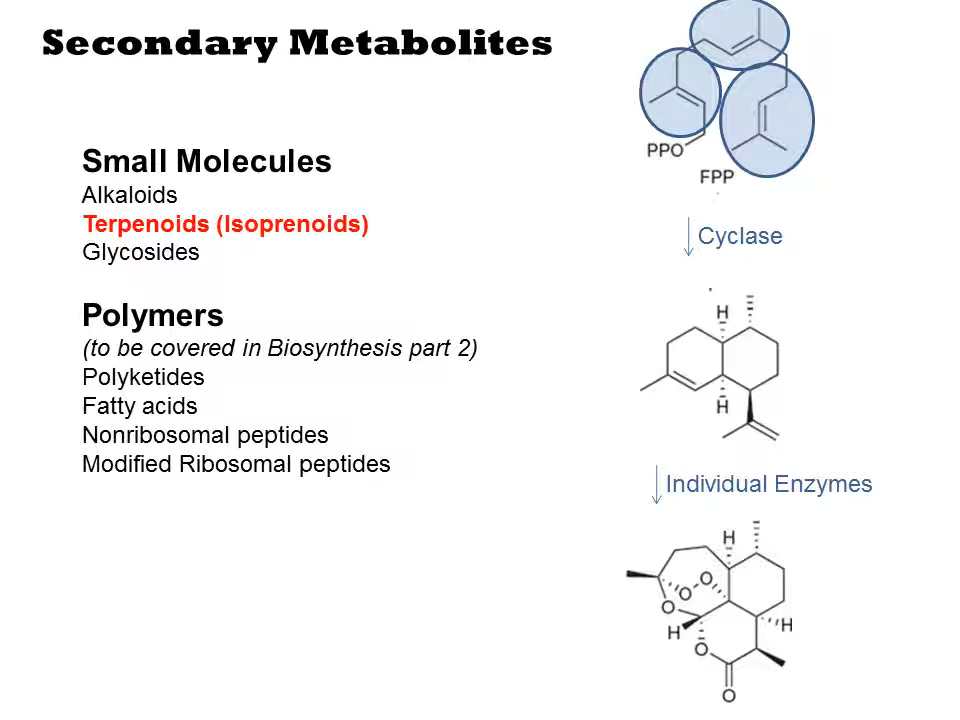 Secondary Metabolites
Small Molecules
Alkaloids
Terpenoids (Isoprenoids)
Glycosides
Polymers
(to be covered in Biosynthesis part 2)
Polyketides
Fatty acids
Nonribosomal peptides
Modified Ribosomal peptides
PPO
FPP
Cyclase
H
H
Individual Enzymes
H
O
O
O
H
H
O
O